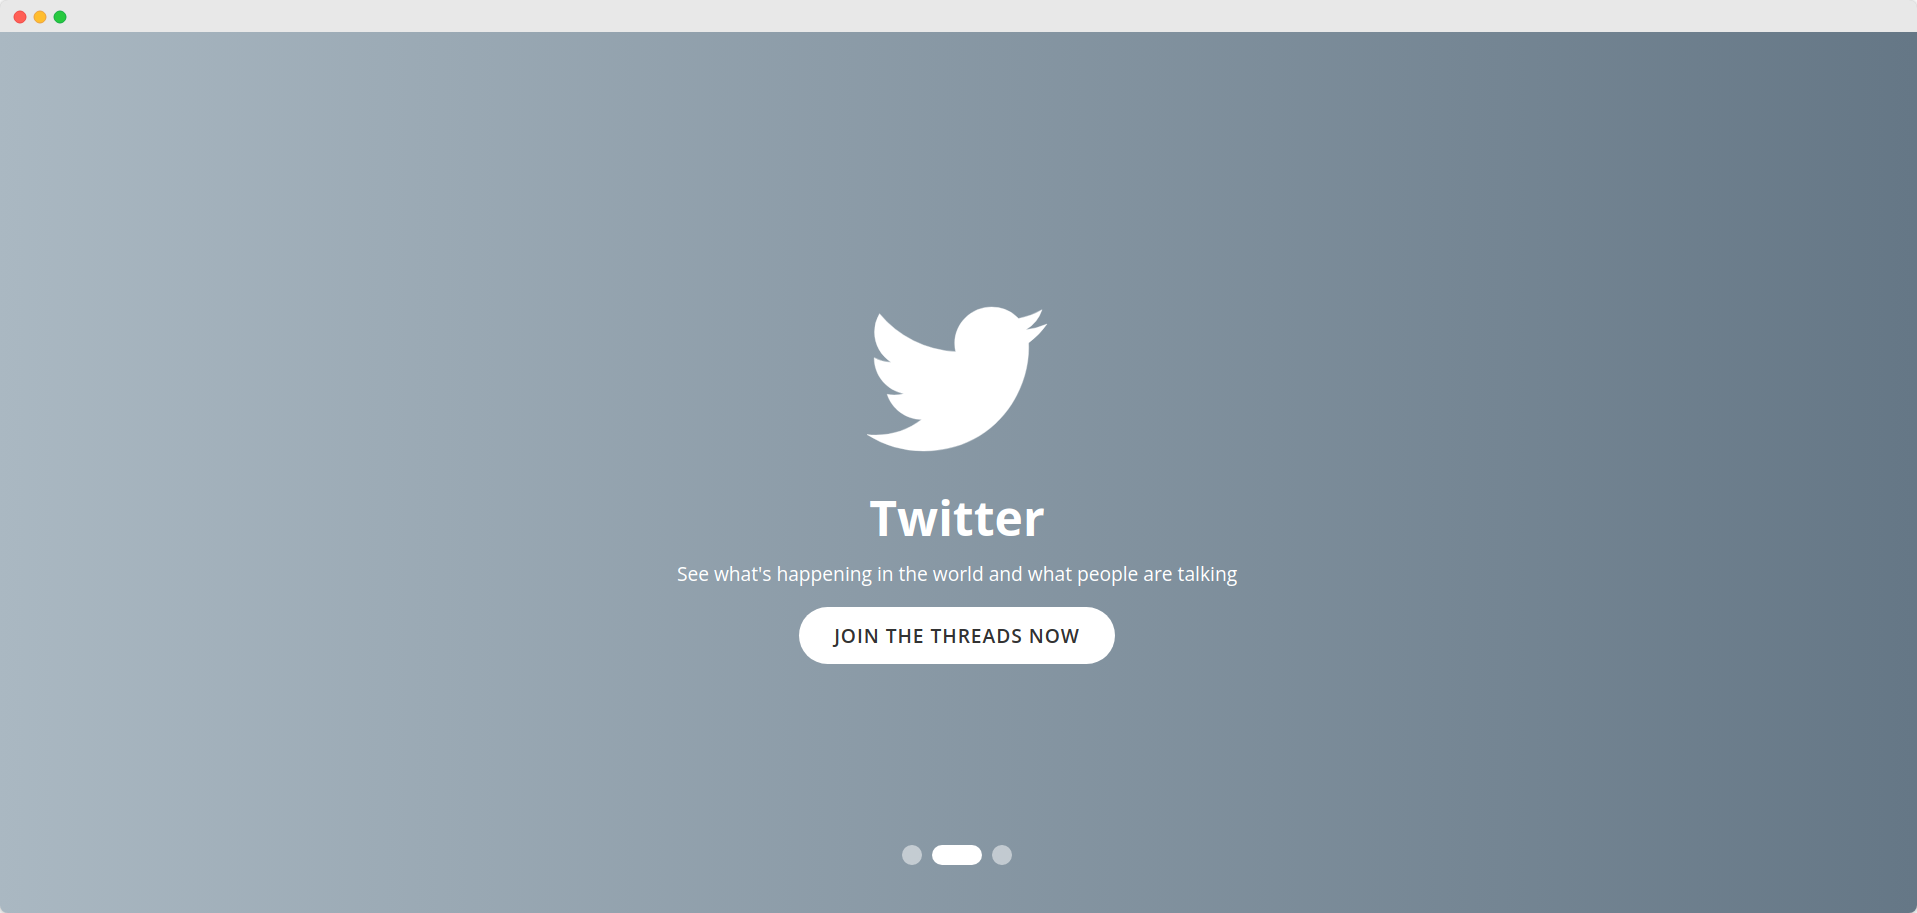 Twitter
See what's happening in the world and what people are talking
JOIN THE THREADS NOW